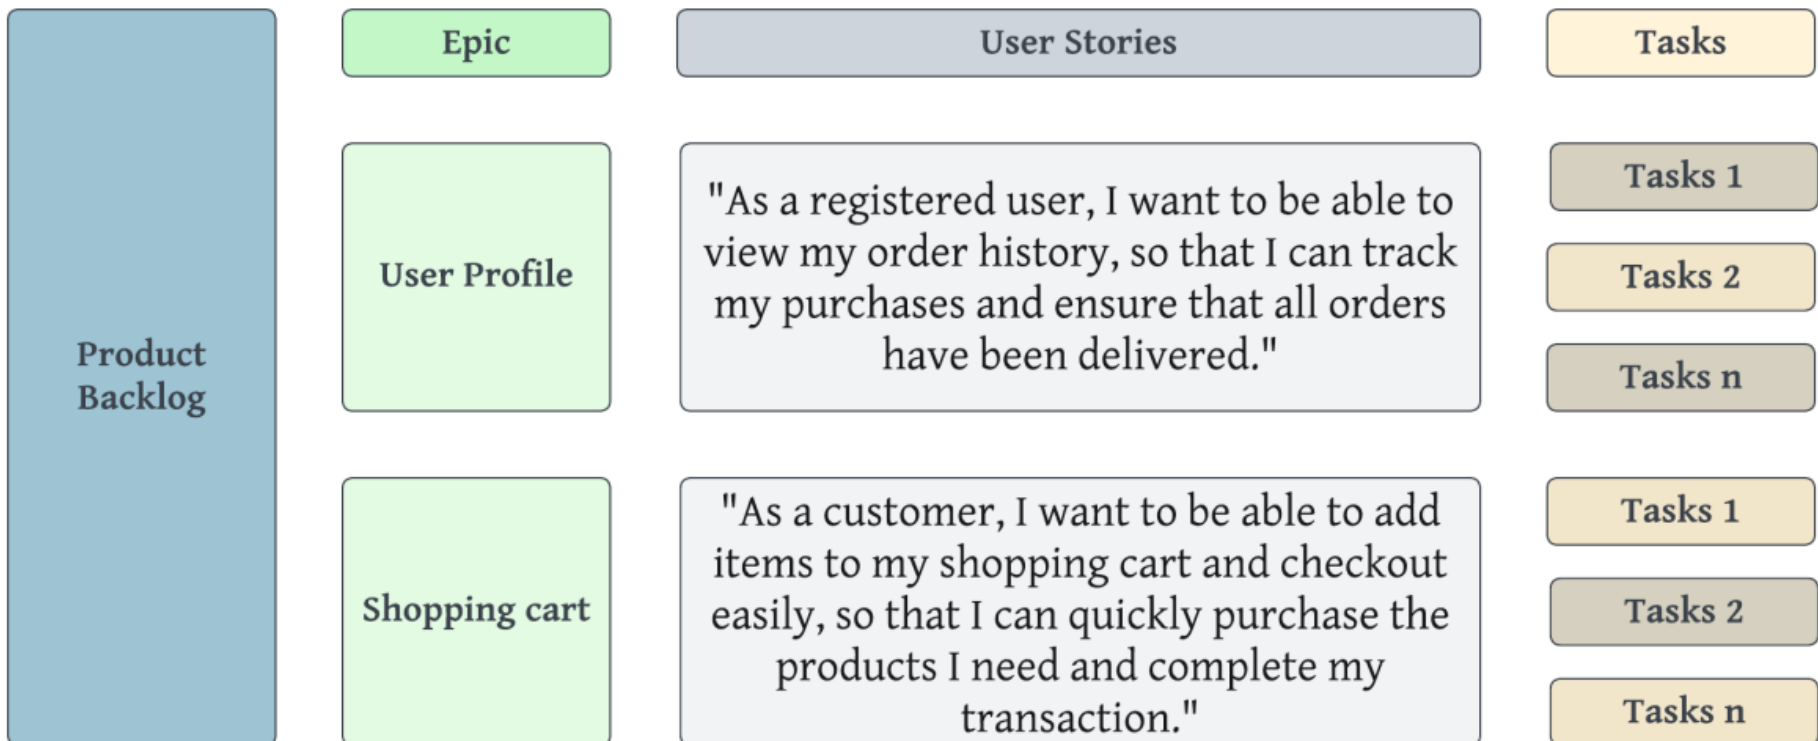 Epic
User Stories
Tasks
Product
Backlog
User Profile
"As a registered user, I want to be able to
view my order history, so that I can track
my purchases and ensure that all orders
have been delivered."
Tasks 1
Tasks 2
Tasks n
Shopping cart
"As a customer, I want to be able to add
items to my shopping cart and checkout
easily, so that I can quickly purchase the
products I need and complete my
transaction."
Tasks 1
Tasks 2
Tasks n